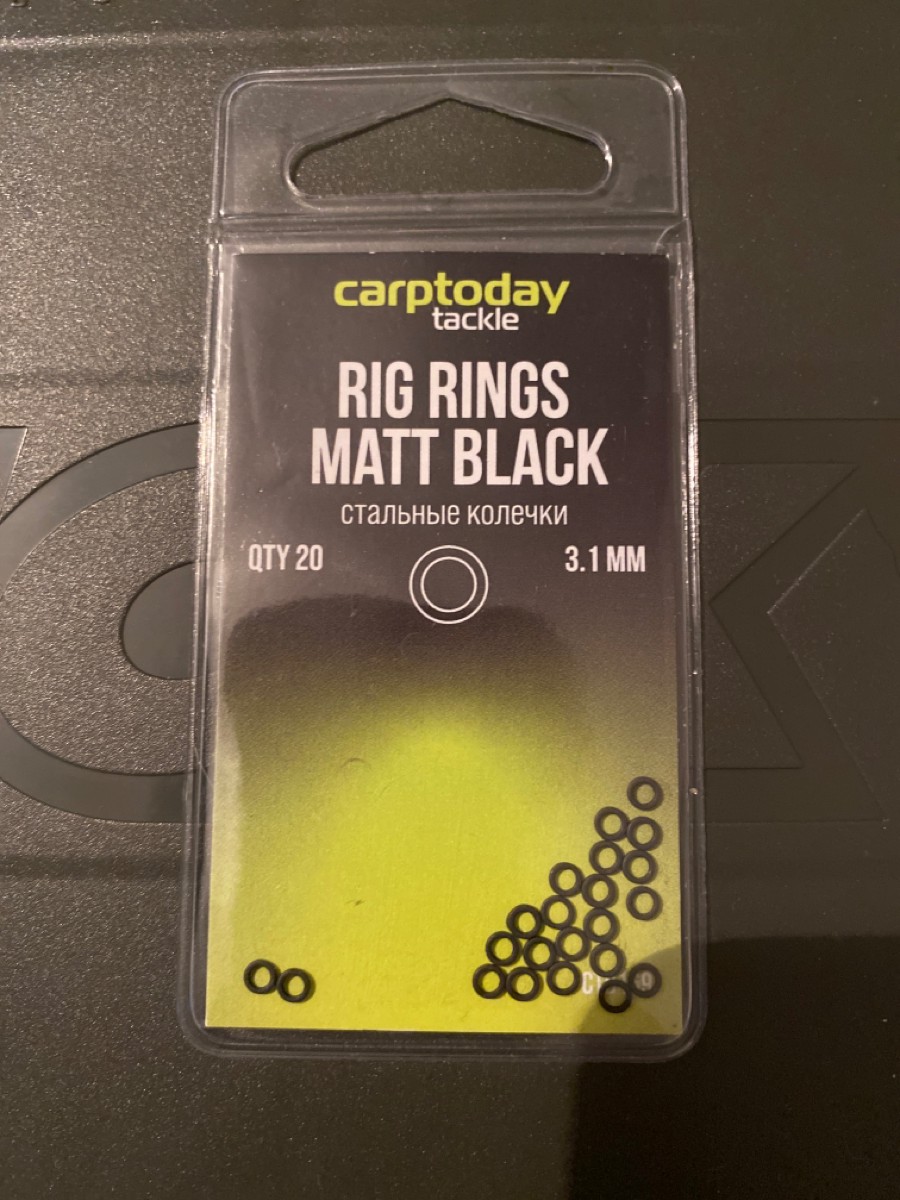 carptoday
tackle
RIG RINGS
MATT BLACK
стальные колечки
QTY 20
3.1 MM